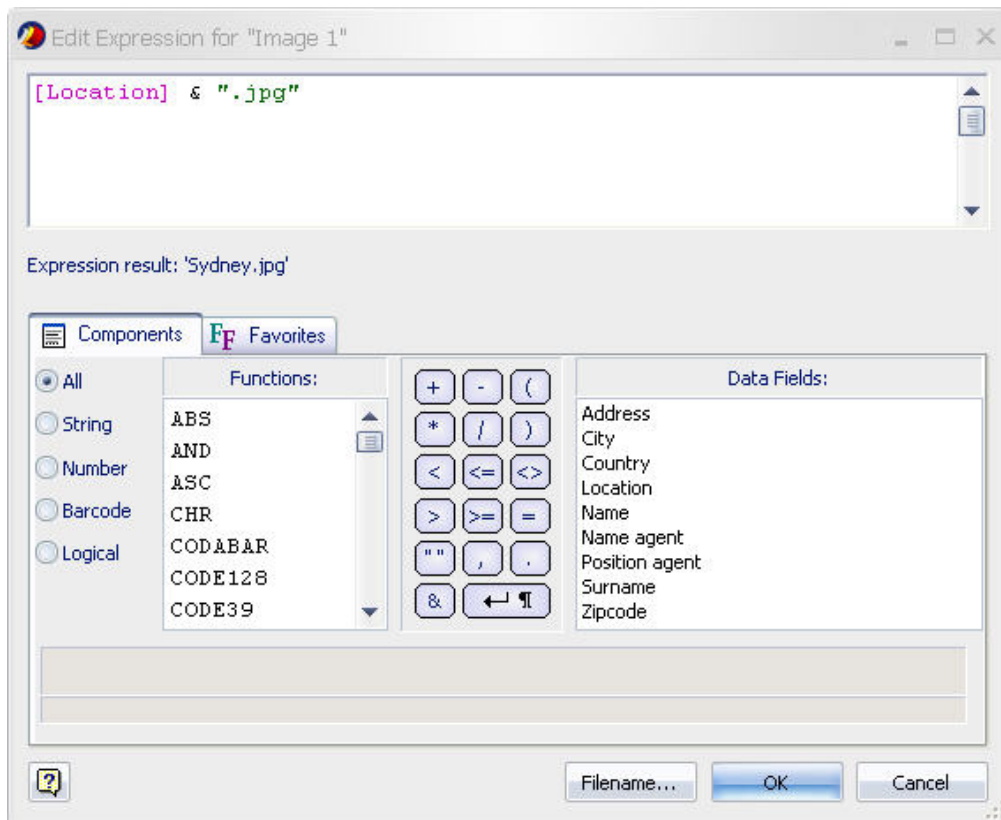 Edit Expression for "Image 1"
[Location] & ".jpg"
Expression result: 'Sydney.jpg'
Components
Favorites
All
String
Number
Barcode
Logical
Functions:
ABS
AND
ASC
CHR
CODABAR
CODE128
CODE39
+ - (
* / )
< <= <>
> >= =
" " , .
& ↵ ¶
Data Fields:
Address
City
Country
Location
Name
Name agent
Position agent
Surname
Zipcode
?
Filename...
OK
Cancel